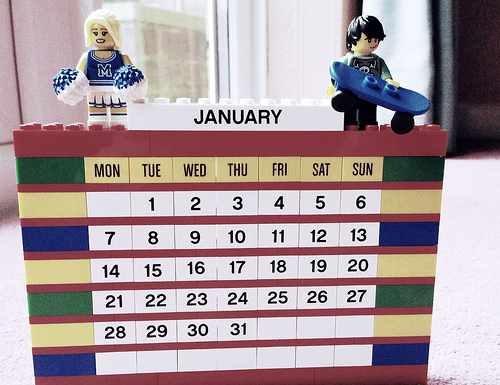 M
JANUARY
MON TUE WED THU FRI SAT SUN
1 2 3 4 5 6
7 8 9 10 11 12 13
14 15 16 17 18 19 20
21 22 23 24 25 26 27
28 29 30 31